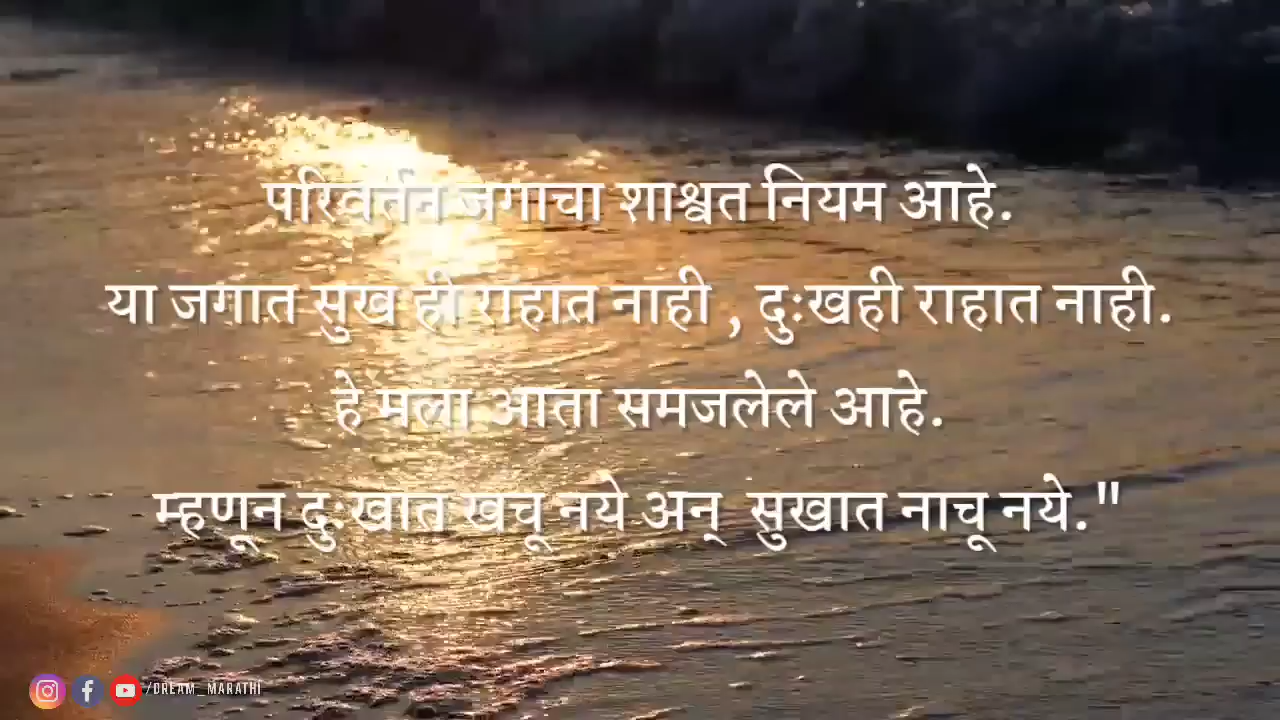 परिवर्तन जगाचा शाश्वत नियम आहे.
या जगात सुख ही राहात नाही , दुःखही राहात नाही.
हे मला आता समजलेले आहे.
म्हणून दुःखात खचू नये अन् सुखात नाचू नये."
/DREAM_MARATHI